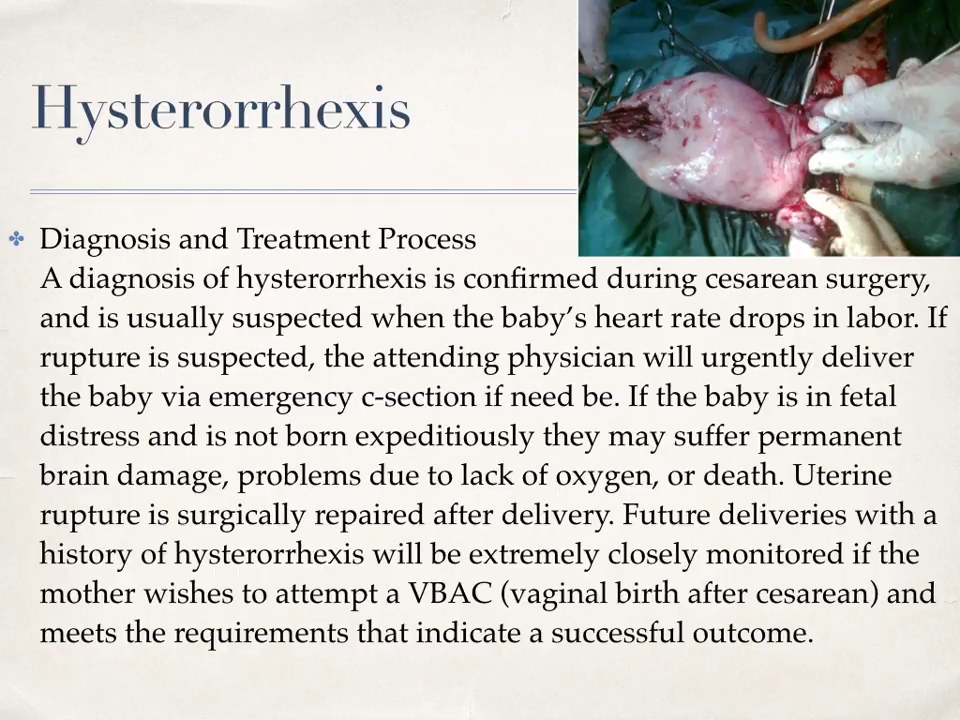 Hysterorrhexis
Diagnosis and Treatment Process
A diagnosis of hysterorrhexis is confirmed during cesarean surgery,
and is usually suspected when the baby’s heart rate drops in labor. If
rupture is suspected, the attending physician will urgently deliver
the baby via emergency c-section if need be. If the baby is in fetal
distress and is not born expeditiously they may suffer permanent
brain damage, problems due to lack of oxygen, or death. Uterine
rupture is surgically repaired after delivery. Future deliveries with a
history of hysterorrhexis will be extremely closely monitored if the
mother wishes to attempt a VBAC (vaginal birth after cesarean) and
meets the requirements that indicate a successful outcome.